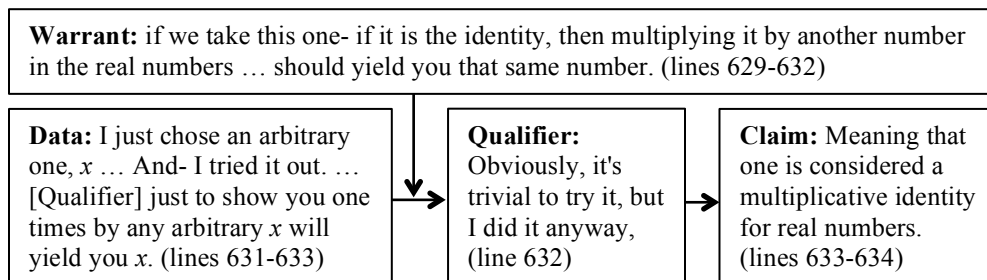 Warrant: if we take this one- if it is the identity, then multiplying it by another number
in the real numbers … should yield you that same number. (lines 629-632)
Data: I just chose an arbitrary
one, x … And- I tried it out. …
[Qualifier] just to show you one
times by any arbitrary x will
yield you x. (lines 631-633)
Qualifier:
Obviously, it's
trivial to try it, but
I did it anyway,
(line 632)
Claim: Meaning that
one is considered a
multiplicative identity
for real numbers.
(lines 633-634)